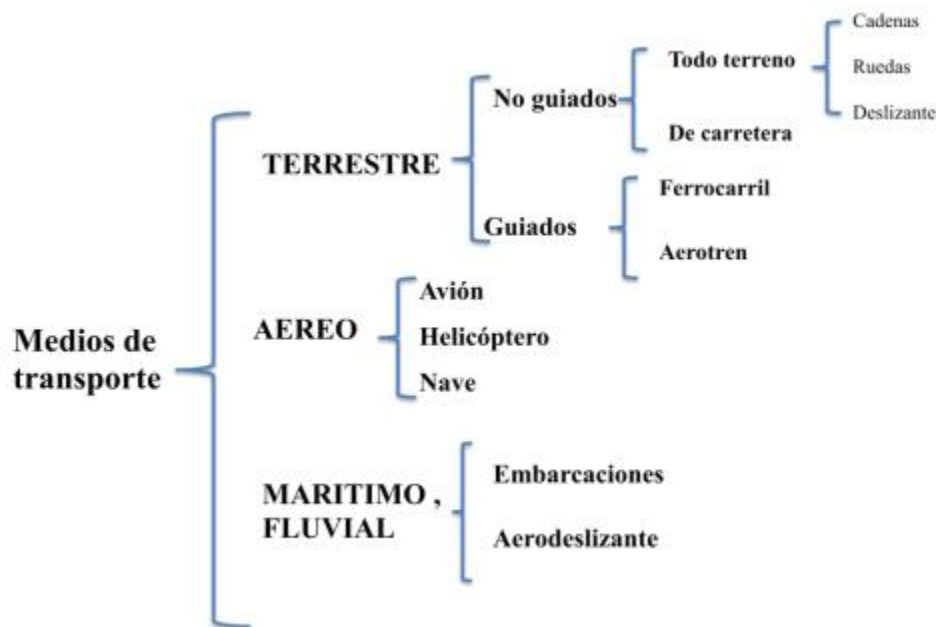 Medios de
transporte
TERRESTRE
No guiados
Todo terreno
Cadenas
Ruedas
Deslizante
De carretera
Guiados
Ferrocarril
Aerotren
AEREO
Avión
Helicóptero
Nave
MARITIMO ,
FLUVIAL
Embarcaciones
Aerodeslizante